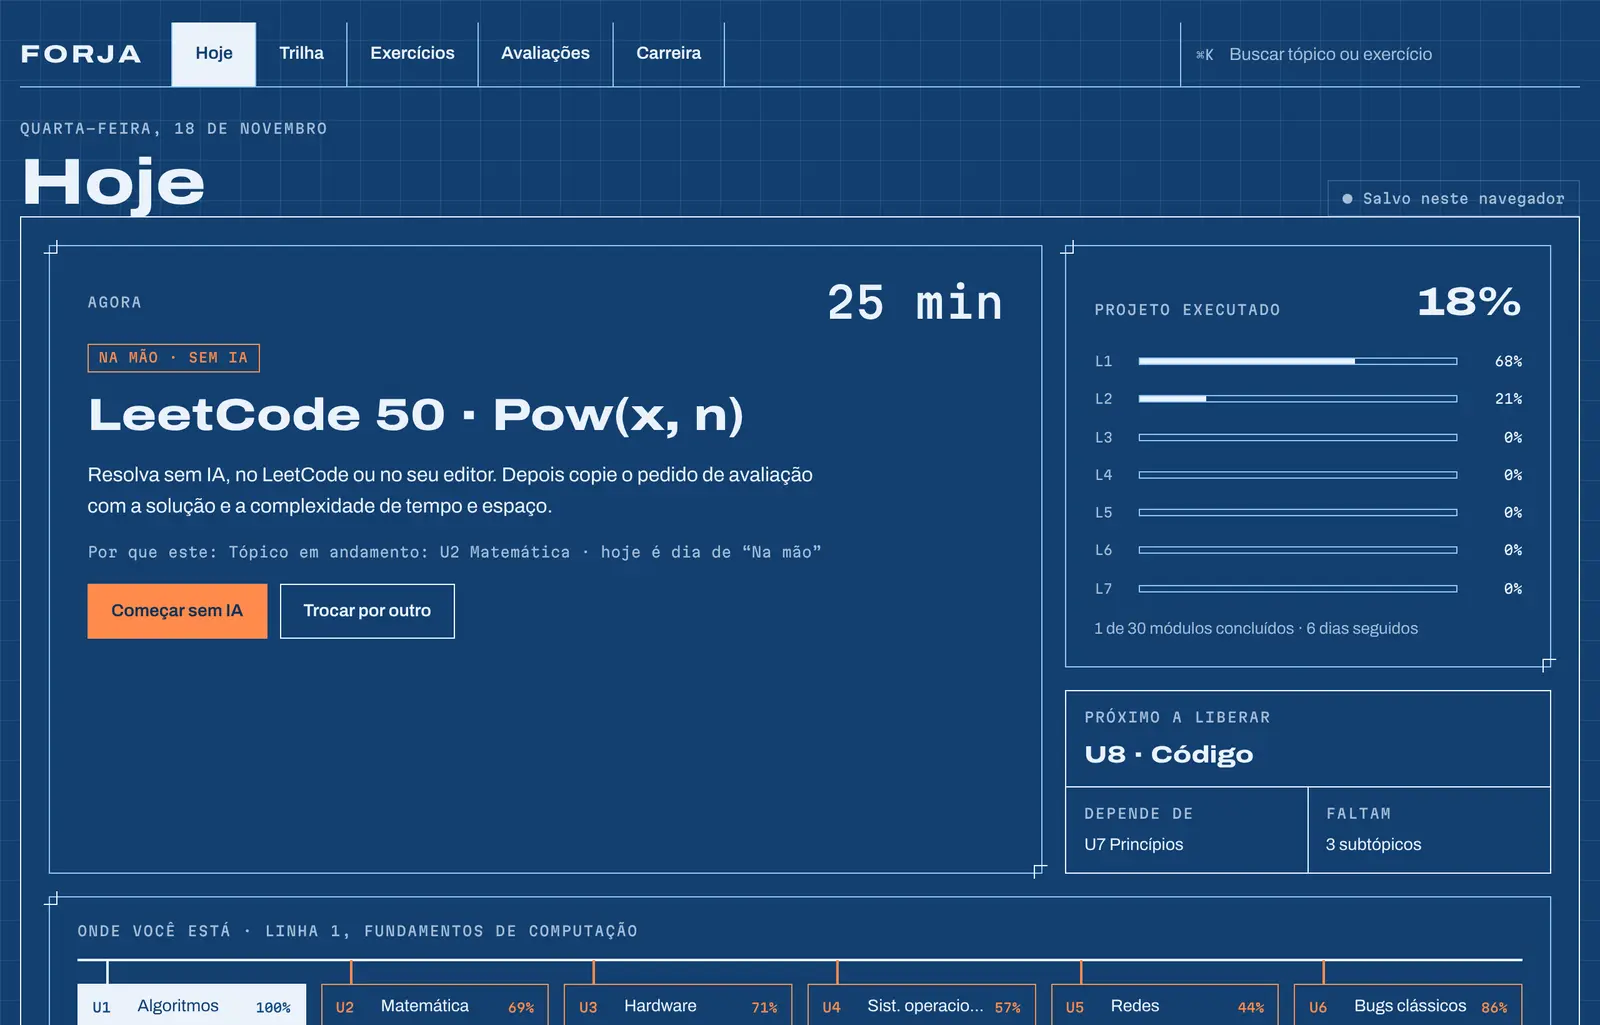 FORJA
Hoje
Trilha
Exercícios
Avaliações
Carreira
⌘K Buscar tópico ou exercício
QUARTA-FEIRA, 18 DE NOVEMBRO
Hoje
Salvo neste navegador
AGORA
25 min
NA MÃO · SEM IA
LeetCode 50 · Pow(x, n)
Resolva sem IA, no LeetCode ou no seu editor. Depois copie o pedido de avaliação
com a solução e a complexidade de tempo e espaço.
Por que este: Tópico em andamento: U2 Matemática · hoje é dia de “Na mão”
Começar sem IA
Trocar por outro
PROJETO EXECUTADO
18%
L1 68%
L2 21%
L3 0%
L4 0%
L5 0%
L6 0%
L7 0%
1 de 30 módulos concluídos · 6 dias seguidos
PRÓXIMO A LIBERAR
U8 · Código
DEPENDE DE
U7 Princípios
FALTAM
3 subtópicos
ONDE VOCÊ ESTÁ · LINHA 1, FUNDAMENTOS DE COMPUTAÇÃO
U1 Algoritmos 100%
U2 Matemática 69%
U3 Hardware 71%
U4 Sist. operacio... 57%
U5 Redes 44%
U6 Bugs clássicos 86%